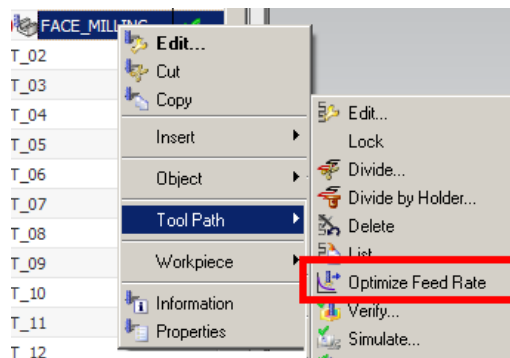 FACE_MILLING
T_02
T_03
T_04
T_05
T_06
T_07
T_08
T_09
T_10
T_11
T_12
Edit...
Cut
Copy
Insert
Object
Tool Path
Workpiece
Information
Properties
Edit...
Lock
Divide...
Divide by Holder...
Delete
List...
Optimize Feed Rate
Verify...
Simulate...